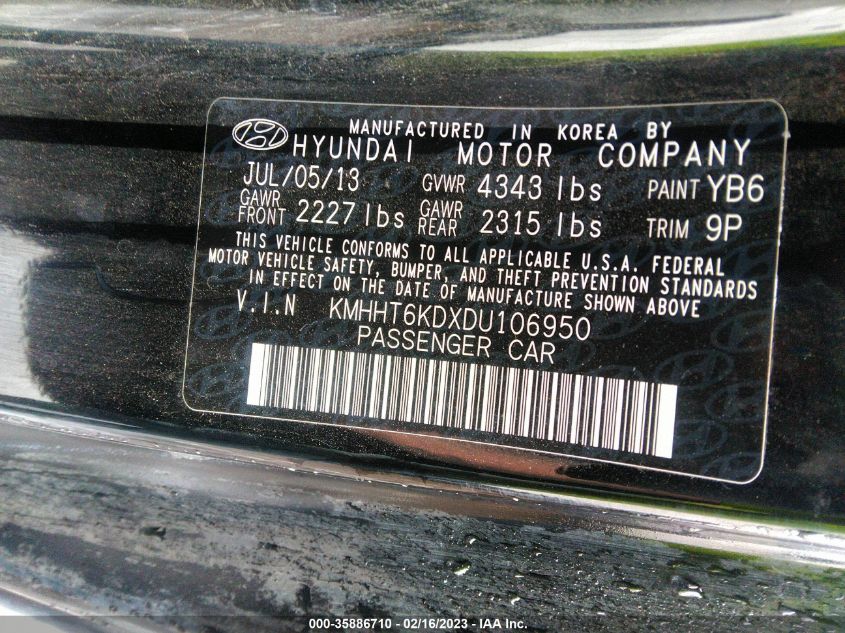 MANUFACTURED IN KOREA BY
HYUNDAI MOTOR COMPANY
JUL/05/13 GVWR 4343 lbs PAINT YB6
GAWR FRONT 2227 lbs GAWR REAR 2315 lbs TRIM 9P
THIS VEHICLE CONFORMS TO ALL APPLICABLE U.S.A. FEDERAL
MOTOR VEHICLE SAFETY, BUMPER, AND THEFT PREVENTION STANDARDS
IN EFFECT ON THE DATE OF MANUFACTURE SHOWN ABOVE
V.I.N KMHHT6KDXDU106950
PASSENGER CAR
000-35886710 - 02/16/2023 - IAA Inc.